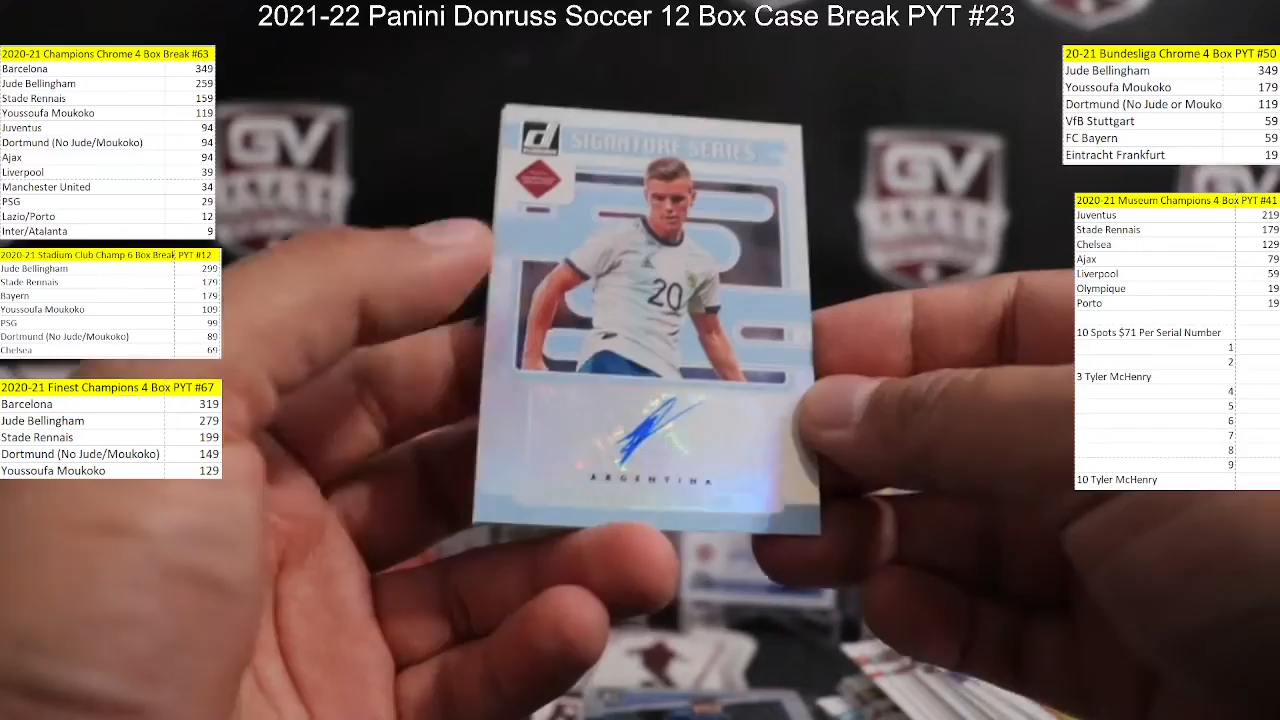 2021-22 Panini Donruss Soccer 12 Box Case Break PYT #23
2020-21 Champions Chrome 4 Box Break #63
Barcelona 349
Jude Bellingham 259
Stade Rennais 159
Youssoufa Moukoko 119
Juventus 94
Dortmund (No Jude/Moukoko) 94
Ajax 94
Liverpool 39
Manchester United 34
PSG 29
Lazio/Porto 12
Inter/Atalanta 9
2020-21 Stadium Club Champ 6 Box Break PYT #12
Jude Bellingham 299
Stade Rennais 179
Bayern 179
Youssoufa Moukoko 109
PSG 99
Dortmund (No Jude/Moukoko) 89
Chelsea 69
2020-21 Finest Champions 4 Box PYT #67
Barcelona 319
Jude Bellingham 279
Stade Rennais 199
Dortmund (No Jude/Moukoko) 149
Youssoufa Moukoko 129
d
SIGNATURE SERIES
20
ARGENTINA
GV
GV
20-21 Bundesliga Chrome 4 Box PYT #50
Jude Bellingham 349
Youssoufa Moukoko 179
Dortmund (No Jude or Mouko 119
VfB Stuttgart 59
FC Bayern 59
Eintracht Frankfurt 19
2020-21 Museum Champions 4 Box PYT #41
Juventus 219
Stade Rennais 179
Chelsea 129
Ajax 79
Liverpool 59
Olympique 19
Porto 19
10 Spots $71 Per Serial Number
1
2
3 Tyler McHenry
4
5
6
7
8
9
10 Tyler McHenry